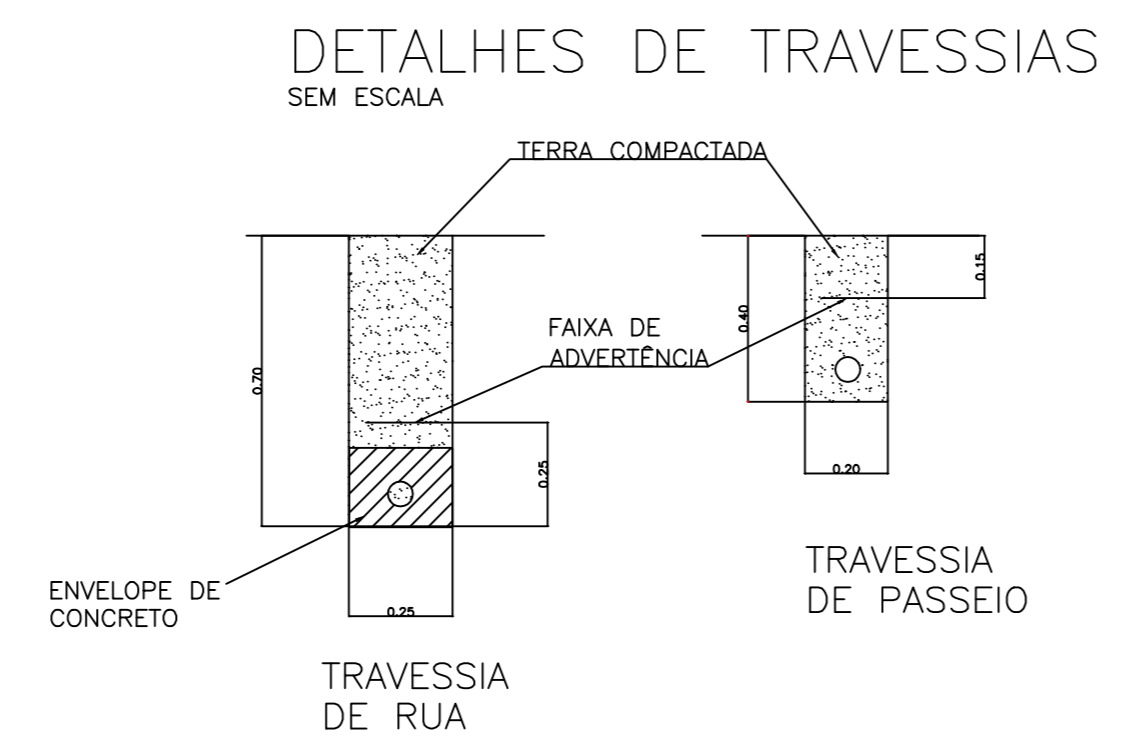 DETALHES DE TRAVESSIAS
SEM ESCALA
TERRA COMPACTADA
0.15
0.40
FAIXA DE
ADVERTÊNCIA
0.70
0.25
0.20
ENVELOPE DE
CONCRETO
0.25
TRAVESSIA
DE PASSEIO
TRAVESSIA
DE RUA